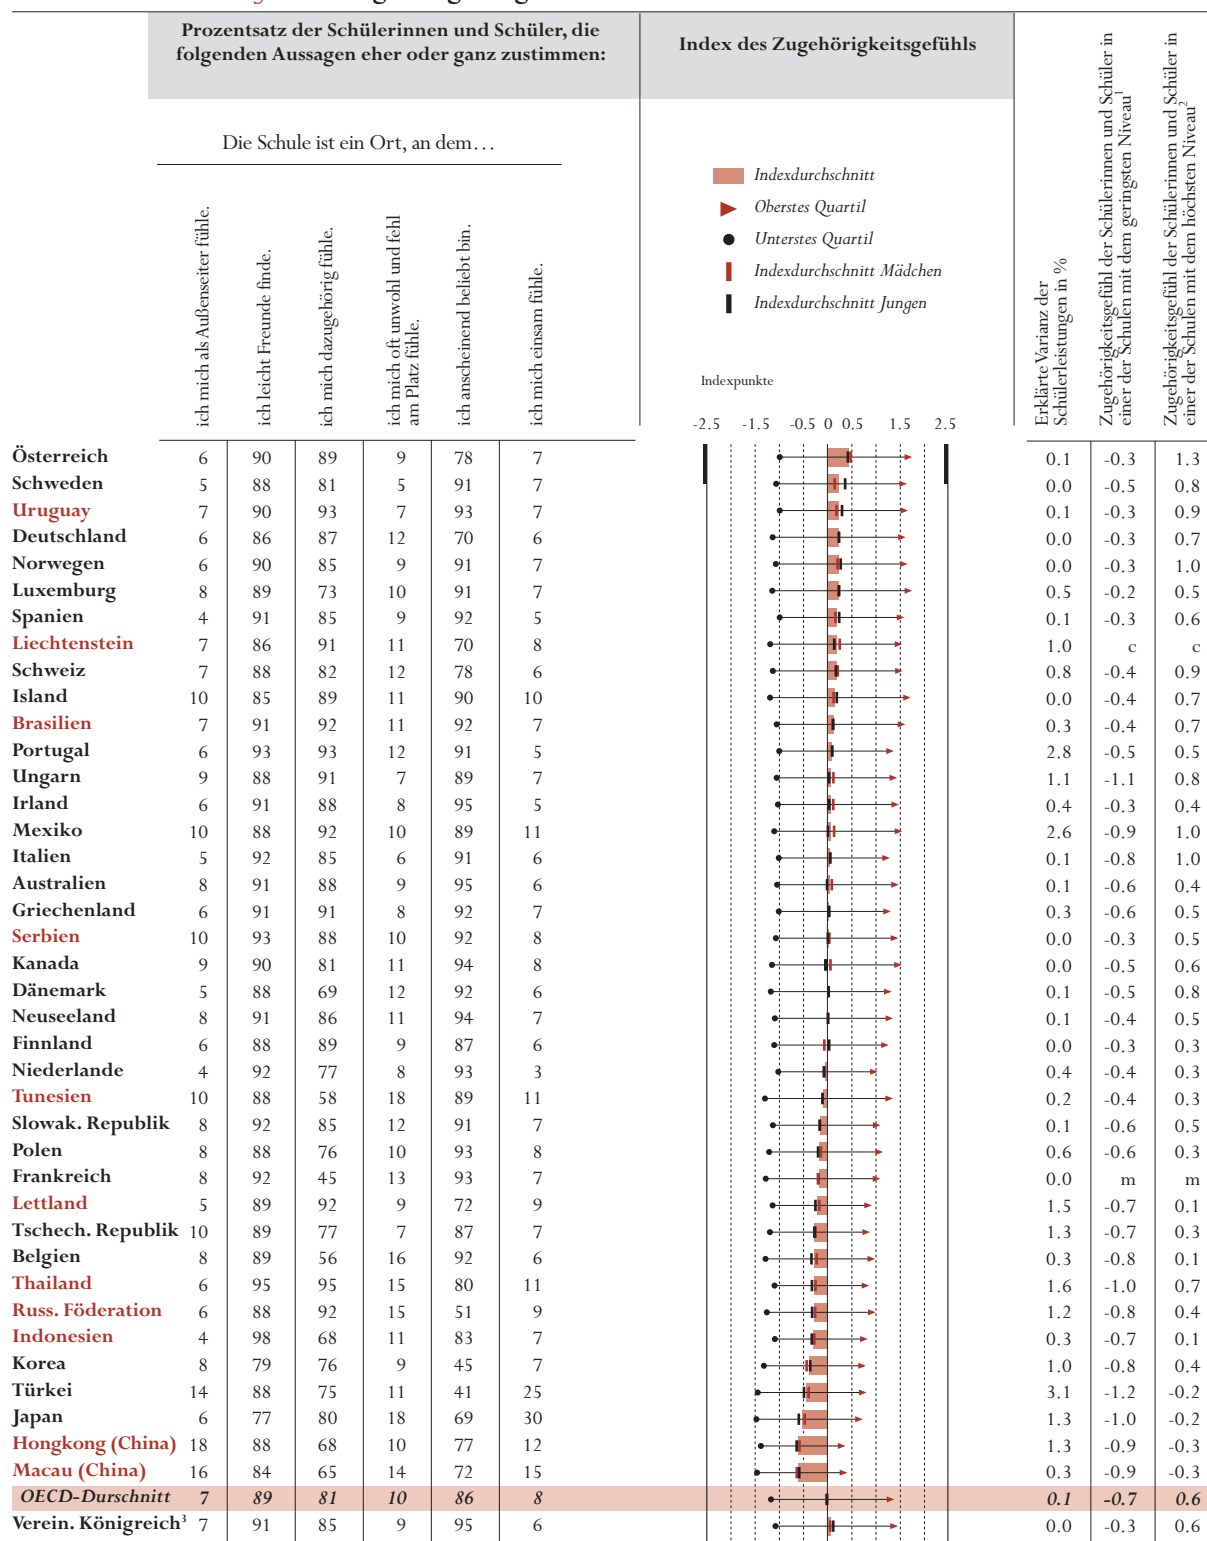 Prozentsatz der Schülerinnen und Schüler, die
folgenden Aussagen eher oder ganz zustimmen:
Index des Zugehörigkeitsgefühls
Die Schule ist ein Ort, an dem…
ich mich als Außenseiter fühle.
ich leicht Freunde finde.
ich mich dazugehörig fühle.
ich mich oft unwohl und fehl
am Platz fühle.
ich anscheinend beliebt bin.
ich mich einsam fühle.
Indexdurchschnitt
Oberstes Quartil
Unterstes Quartil
Indexdurchschnitt Mädchen
Indexdurchschnitt Jungen
Indexpunkte
-2.5 -1.5 -0.5 0 0.5 1.5 2.5
Erklärte Varianz der
Schülerleistungen in %
Zugehörigkeitsgefühl der Schülerinnen und Schüler in
einer der Schulen mit dem geringsten Niveau¹
Zugehörigkeitsgefühl der Schülerinnen und Schüler in
einer der Schulen mit dem höchsten Niveau²
Österreich 6 90 89 9 78 7 0.1 -0.3 1.3
Schweden 5 88 81 5 91 7 0.0 -0.5 0.8
Uruguay 7 90 93 7 93 7 0.1 -0.3 0.9
Deutschland 6 86 87 12 70 6 0.0 -0.3 0.7
Norwegen 6 90 85 9 91 7 0.0 -0.3 1.0
Luxemburg 8 89 73 10 91 7 0.5 -0.2 0.5
Spanien 4 91 85 9 92 5 0.1 -0.3 0.6
Liechtenstein 7 86 91 11 70 8 1.0 c c
Schweiz 7 88 82 12 78 6 0.8 -0.4 0.9
Island 10 85 89 11 90 10 0.0 -0.4 0.7
Brasilien 7 91 92 11 92 7 0.3 -0.4 0.7
Portugal 6 93 93 12 91 5 2.8 -0.5 0.5
Ungarn 9 88 91 7 89 7 1.1 -1.1 0.8
Irland 6 91 88 8 95 5 0.4 -0.3 0.4
Mexiko 10 88 92 10 89 11 2.6 -0.9 1.0
Italien 5 92 85 6 91 6 0.1 -0.8 1.0
Australien 8 91 88 9 95 6 0.1 -0.6 0.4
Griechenland 6 91 91 8 92 7 0.3 -0.6 0.5
Serbien 10 93 88 10 92 8 0.0 -0.3 0.5
Kanada 9 90 81 11 94 8 0.0 -0.5 0.6
Dänemark 5 88 69 12 92 6 0.1 -0.5 0.8
Neuseeland 8 91 86 11 94 7 0.1 -0.4 0.5
Finnland 6 88 89 9 87 6 0.0 -0.3 0.3
Niederlande 4 92 77 8 93 3 0.4 -0.4 0.3
Tunesien 10 88 58 18 89 11 0.2 -0.4 0.3
Slowak. Republik 8 92 85 12 91 7 0.1 -0.6 0.5
Polen 8 88 76 10 93 8 0.6 -0.6 0.3
Frankreich 8 92 45 13 93 7 0.0 m m
Lettland 5 89 92 9 72 9 1.5 -0.7 0.1
Tschech. Republik 10 89 77 7 87 7 1.3 -0.7 0.3
Belgien 8 89 56 16 92 6 0.3 -0.8 0.1
Thailand 6 95 95 15 80 11 1.6 -1.0 0.7
Russ. Föderation 6 88 92 15 51 9 1.2 -0.8 0.4
Indonesien 4 98 68 11 83 7 0.3 -0.7 0.1
Korea 8 79 76 9 45 7 1.0 -0.8 0.4
Türkei 14 88 75 11 41 25 3.1 -1.2 -0.2
Japan 6 77 80 18 69 30 1.3 -1.0 -0.2
Hongkong (China) 18 88 68 10 77 12 1.3 -0.9 -0.3
Macau (China) 16 84 65 14 72 15 0.3 -0.9 -0.3
OECD-Durschnitt 7 89 81 10 86 8 0.1 -0.7 0.6
Verein. Königreich³ 7 91 85 9 95 6 0.0 -0.3 0.6